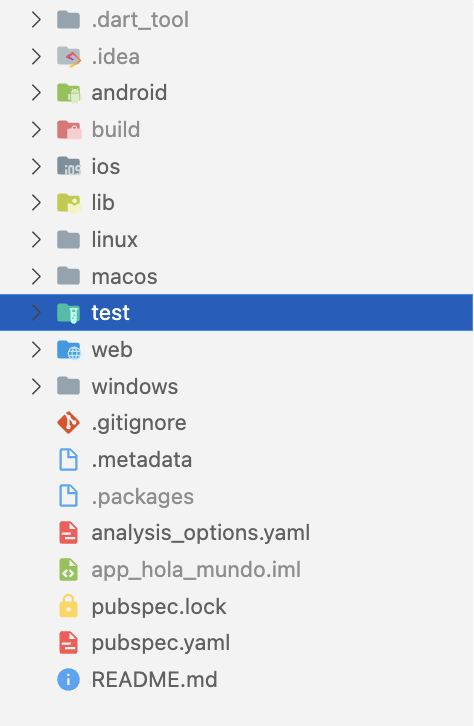 .dart_tool
.idea
android
build
ios
lib
linux
macos
test
web
windows
.gitignore
.metadata
.packages
analysis_options.yaml
app_hola_mundo.iml
pubspec.lock
pubspec.yaml
README.md